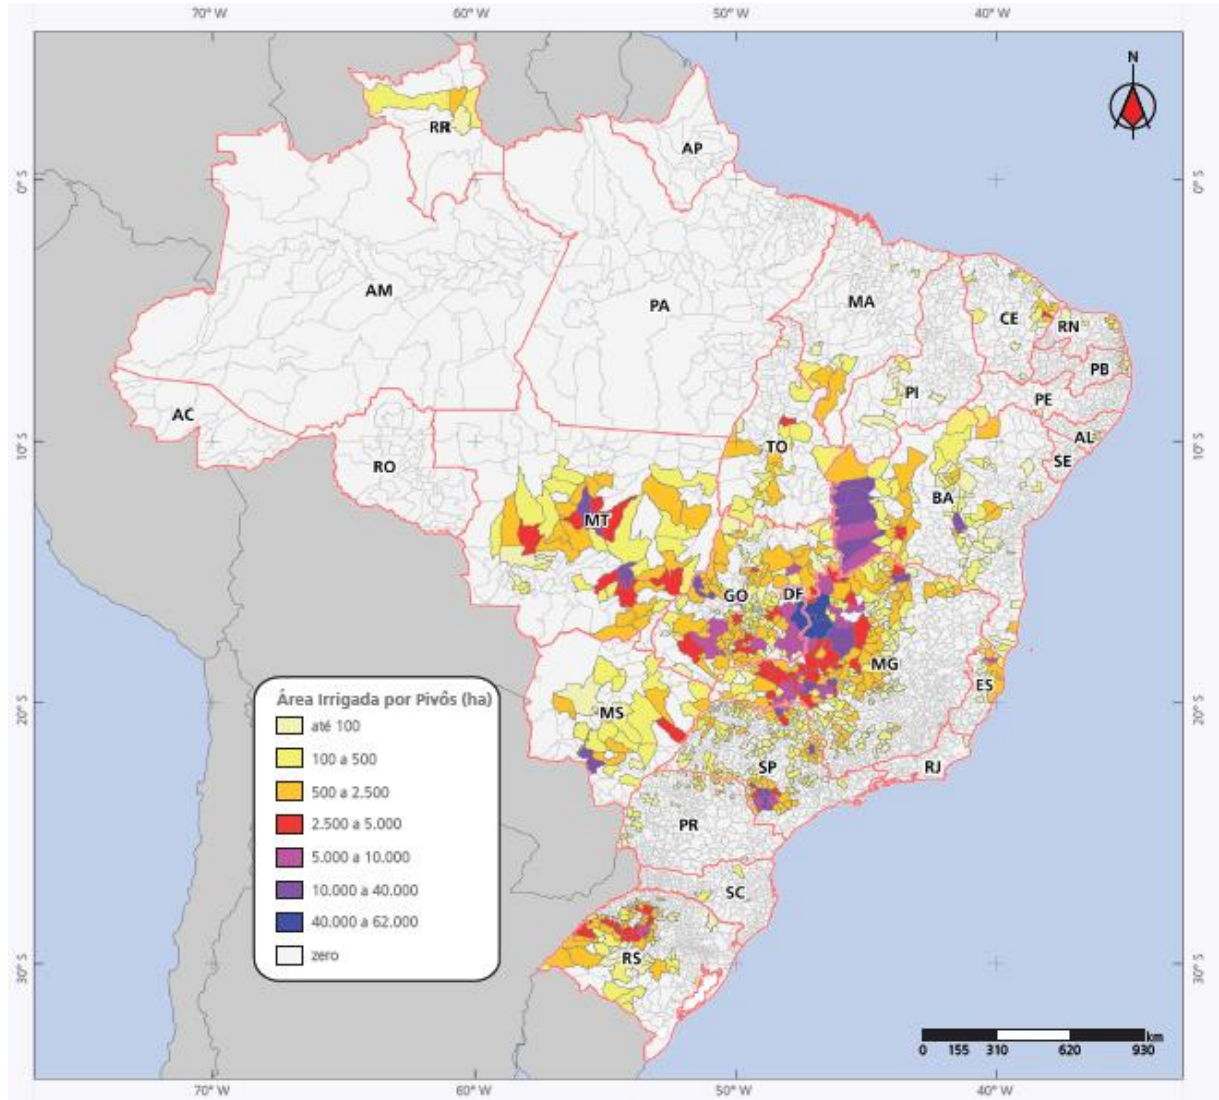 70° W 60° W 50° W 40° W
N
RR
AP
0° S 0° S
AM
PA
MA
CE
RN
PB
PI
PE
AC
TO
AL
10° S 10° S
RO
SE
BA
MT
GO
DF
MG
ES
Área Irrigada por Pivôs (ha)
até 100
100 a 500
500 a 2.500
2.500 a 5.000
5.000 a 10.000
10.000 a 40.000
40.000 a 62.000
zero
20° S 20° S
MS
SP
RJ
PR
SC
RS
30° S 30° S
km
0 155 310 620 930
70° W 60° W 50° W 40° W